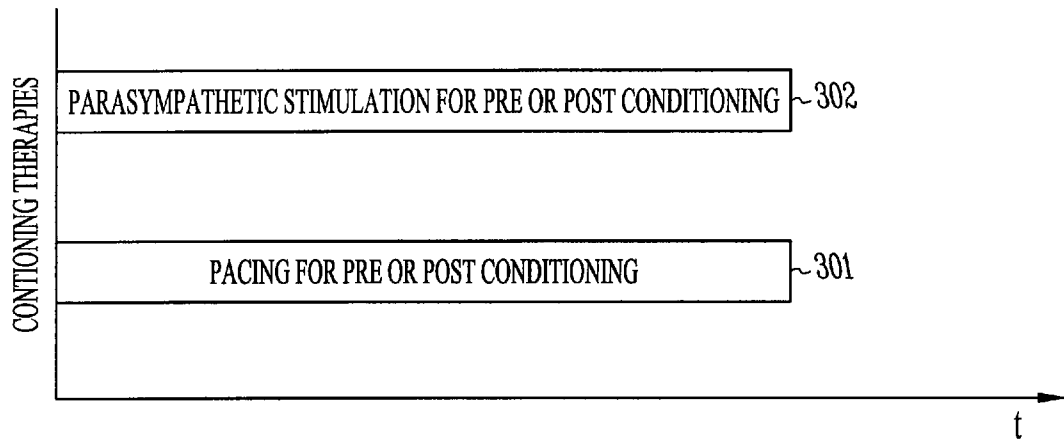 CONTIONING THERAPIES
PARASYMPATHETIC STIMULATION FOR PRE OR POST CONDITIONING
302
PACING FOR PRE OR POST CONDITIONING
301
t